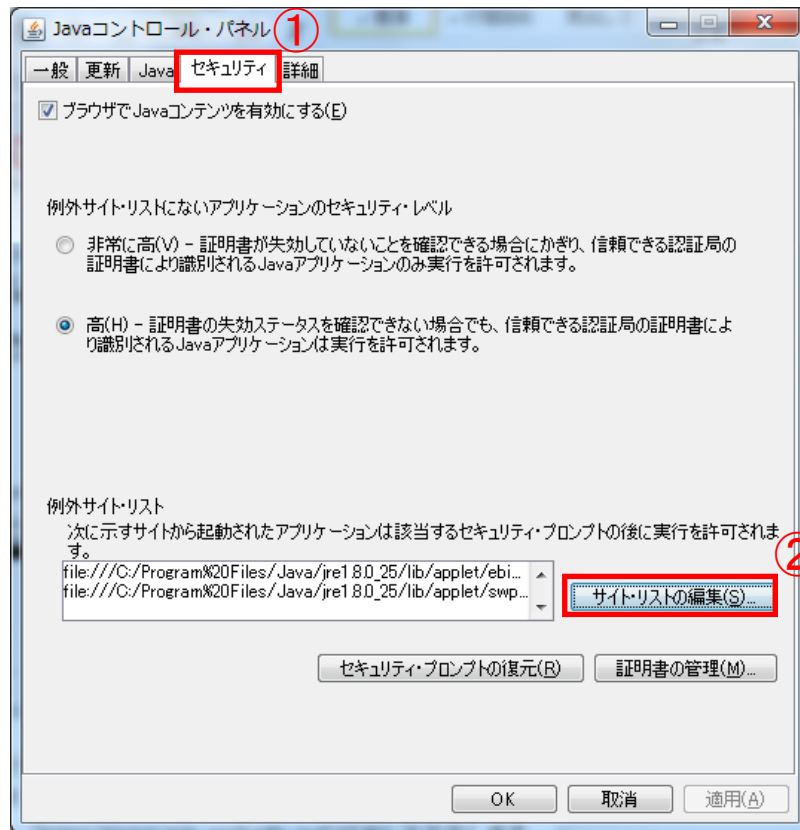 Javaコントロール・パネル
①
一般 更新 Java セキュリティ 詳細
ブラウザでJavaコンテンツを有効にする(E)
例外サイト・リストにないアプリケーションのセキュリティ・レベル
非常に高(V) - 証明書が失効していないことを確認できる場合にかぎり、信頼できる認証局の
証明書により識別されるJavaアプリケーションのみ実行を許可されます。
高(H) - 証明書の失効ステータスを確認できない場合でも、信頼できる認証局の証明書によ
り識別されるJavaアプリケーションは実行を許可されます。
例外サイト・リスト
次に示すサイトから起動されたアプリケーションは該当するセキュリティ・プロンプトの後に実行を許可されま
す。
②
file:///C:/Program%20Files/Java/jre1.8.0_25/lib/applet/ebi...
file:///C:/Program%20Files/Java/jre1.8.0_25/lib/applet/swp...
サイト・リストの編集(S)...
セキュリティ・プロンプトの復元(R) 証明書の管理(M)...
OK 取消 適用(A)